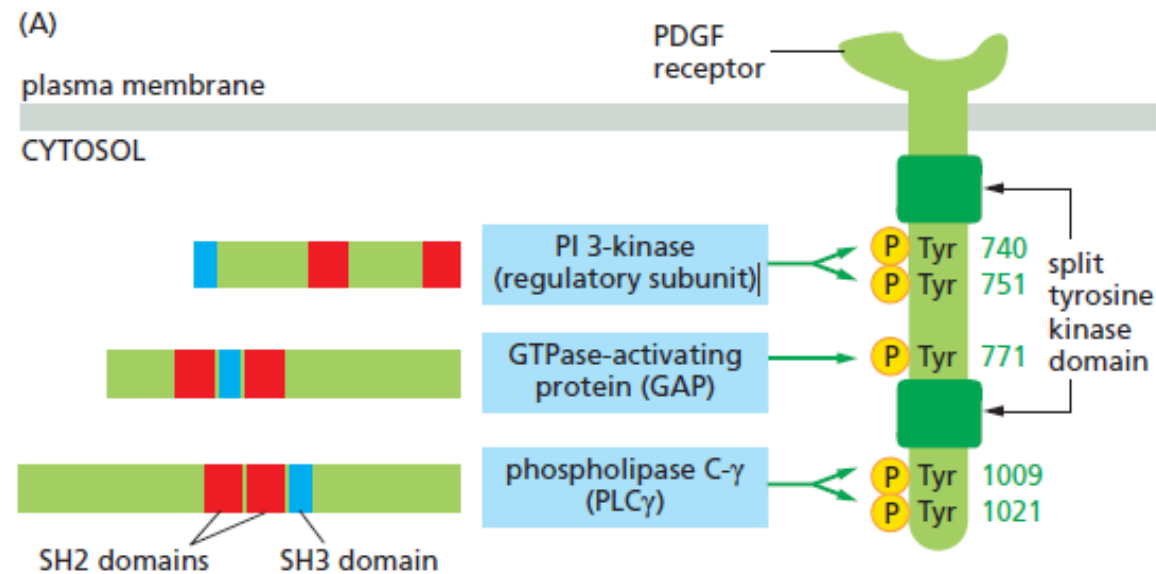 (A)
PDGF
receptor
plasma membrane
CYTOSOL
PI 3-kinase
(regulatory subunit)
P Tyr 740
P Tyr 751
split
tyrosine
kinase
domain
GTPase-activating
protein (GAP)
P Tyr 771
phospholipase C-γ
(PLCγ)
P Tyr 1009
P Tyr 1021
SH2 domains
SH3 domain